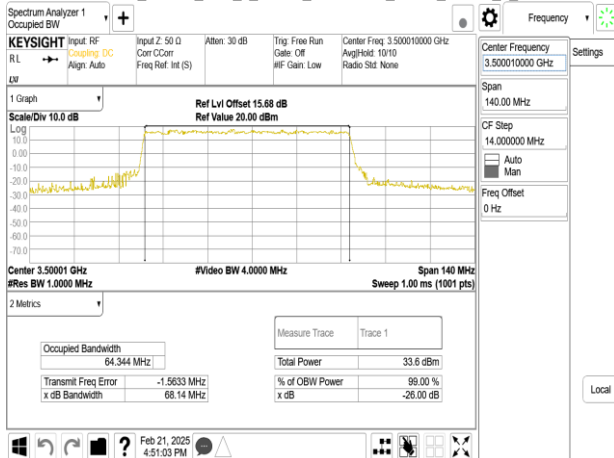 Spectrum Analyzer 1
Occupied BW
+
Frequency
KEYSIGHT
RL
LXI
Input: RF
Coupling: DC
Align: Auto
Input Z: 50 Ω
Corr CCorr
Freq Ref: Int (S)
Atten: 30 dB
Trig: Free Run
Gate: Off
#IF Gain: Low
Center Freq: 3.500010000 GHz
Avg|Hold: 10/10
Radio Std: None
Center Frequency
3.500010000 GHz
Settings
Span
140.00 MHz
CF Step
14.000000 MHz
Auto
Man
Freq Offset
0 Hz
Local
1 Graph
Scale/Div 10.0 dB
Ref Lvl Offset 15.68 dB
Ref Value 20.00 dBm
Log
10.0
0.00
-10.0
-20.0
-30.0
-40.0
-50.0
-60.0
-70.0
Center 3.50001 GHz
#Res BW 1.0000 MHz
#Video BW 4.0000 MHz
Span 140 MHz
Sweep 1.00 ms (1001 pts)
2 Metrics
Measure Trace Trace 1
Occupied Bandwidth
64.344 MHz
Total Power 33.6 dBm
Transmit Freq Error -1.5633 MHz
% of OBW Power 99.00 %
x dB Bandwidth 68.14 MHz
x dB -26.00 dB
?
Feb 21, 2025
4:51:03 PM